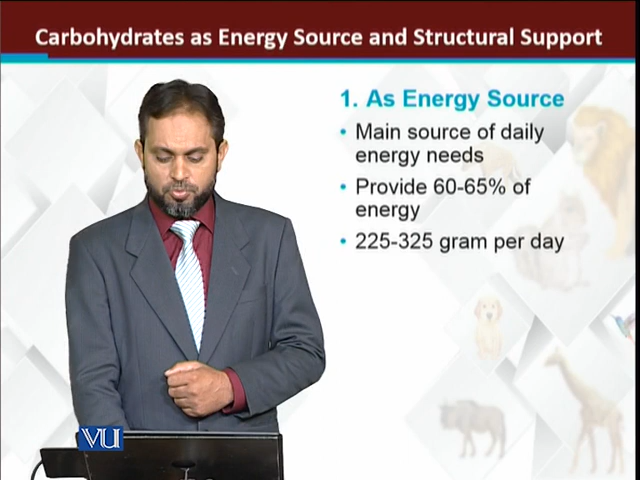 Carbohydrates as Energy Source and Structural Support
1. As Energy Source
• Main source of daily
energy needs
• Provide 60-65% of
energy
• 225-325 gram per day
VU